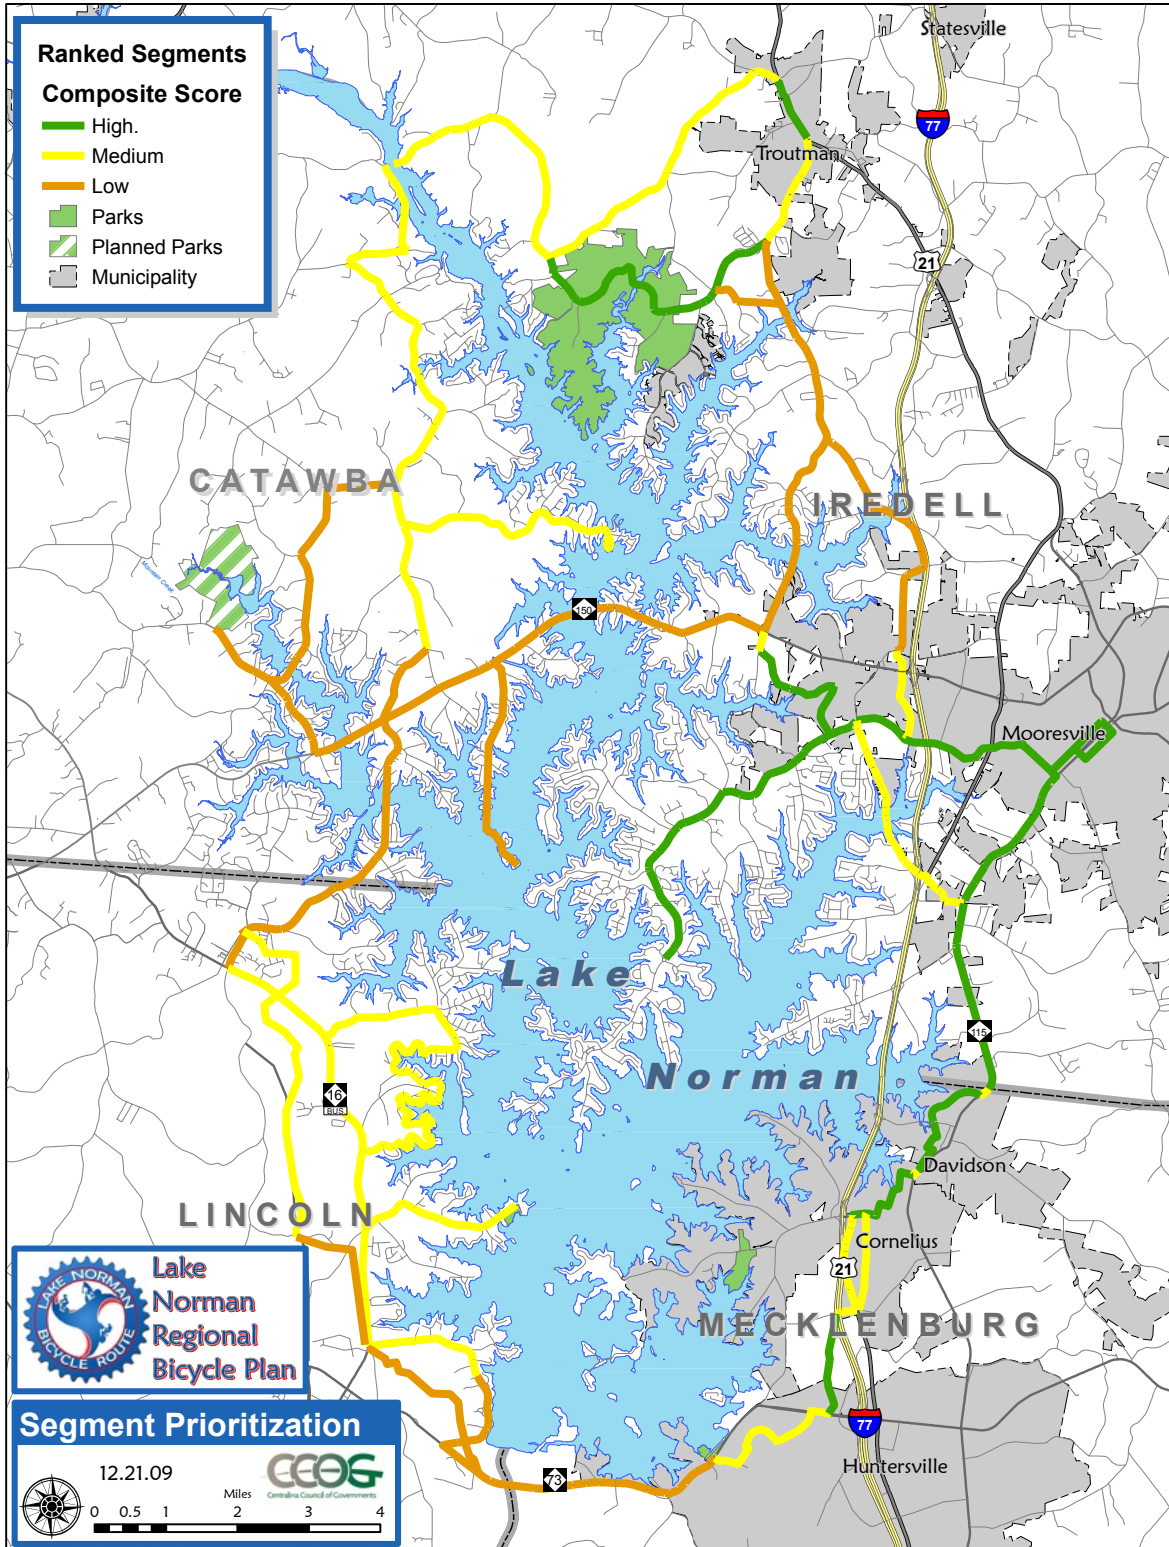 Ranked Segments
Composite Score
High.
Medium
Low
Parks
Planned Parks
Municipality
Statesville
77
Troutman
21
CATAWBA
IREDELL
Mountain Creek
150
Mooresville
Lake
Norman
115
16
BUS
Davidson
LINCOLN
Cornelius
21
MECKLENBURG
LAKE NORMAN
BICYCLE ROUTE
Lake
Norman
Regional
Bicycle Plan
77
Huntersville
73
Segment Prioritization
12.21.09
CCOG
Centralina Council of Governments
Miles
0 0.5 1 2 3 4